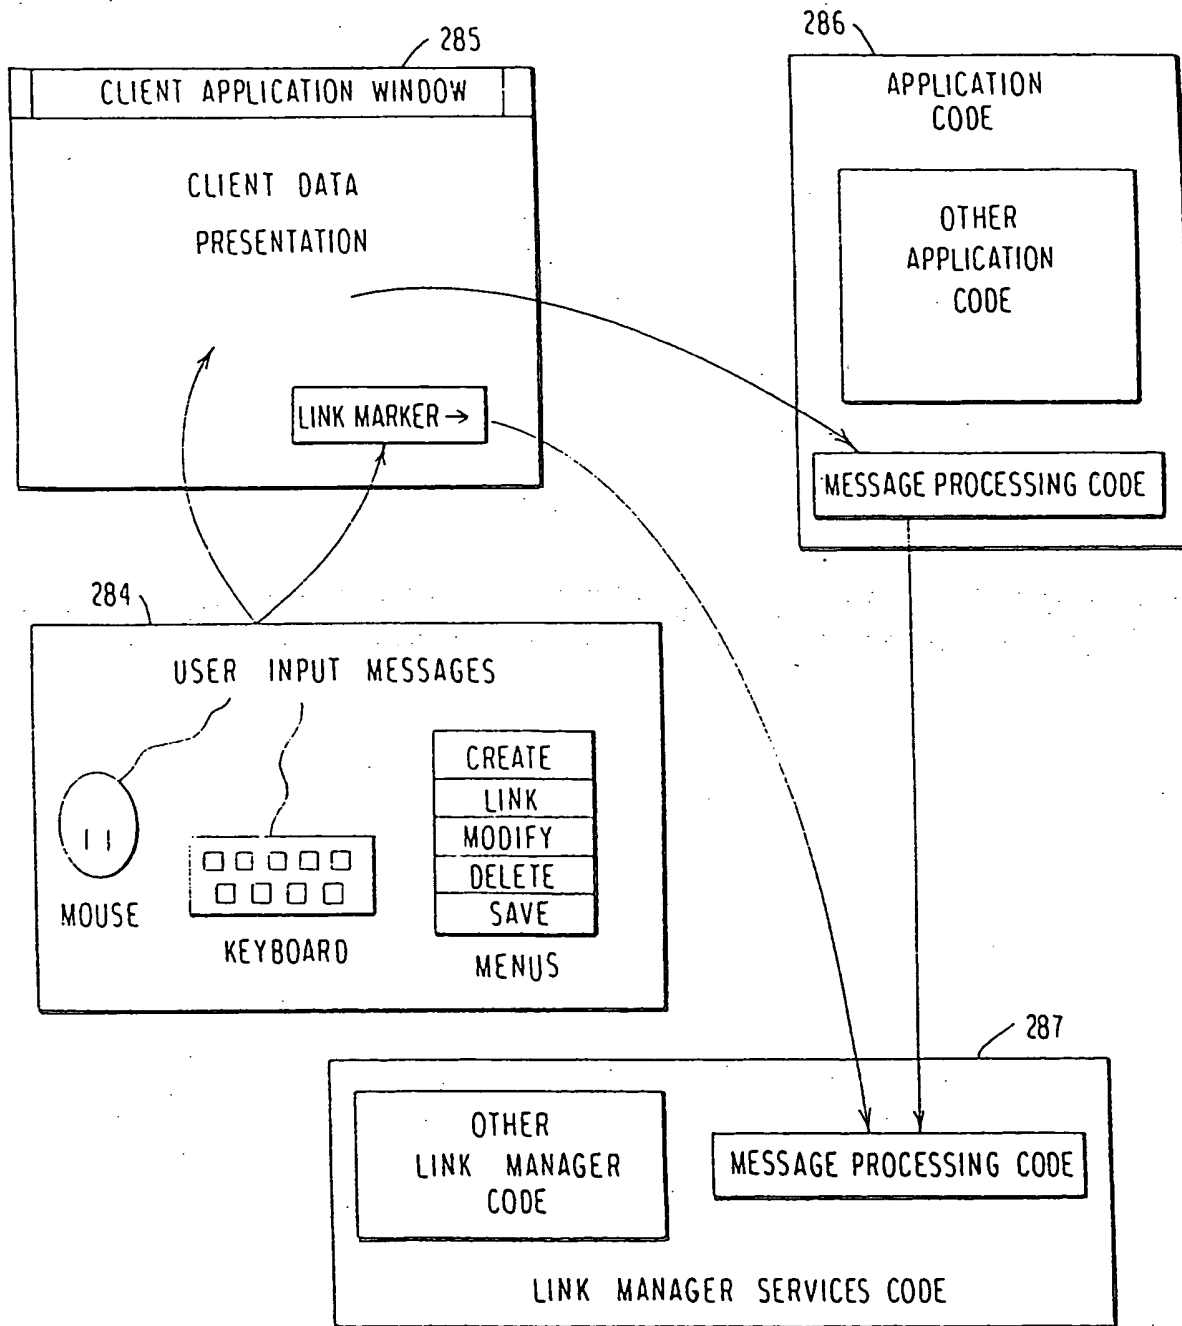 285
CLIENT APPLICATION WINDOW
CLIENT DATA
PRESENTATION
LINK MARKER →
286
APPLICATION
CODE
OTHER
APPLICATION
CODE
MESSAGE PROCESSING CODE
284
USER INPUT MESSAGES
MOUSE
KEYBOARD
CREATE
LINK
MODIFY
DELETE
SAVE
MENUS
287
OTHER
LINK MANAGER
CODE
MESSAGE PROCESSING CODE
LINK MANAGER SERVICES CODE